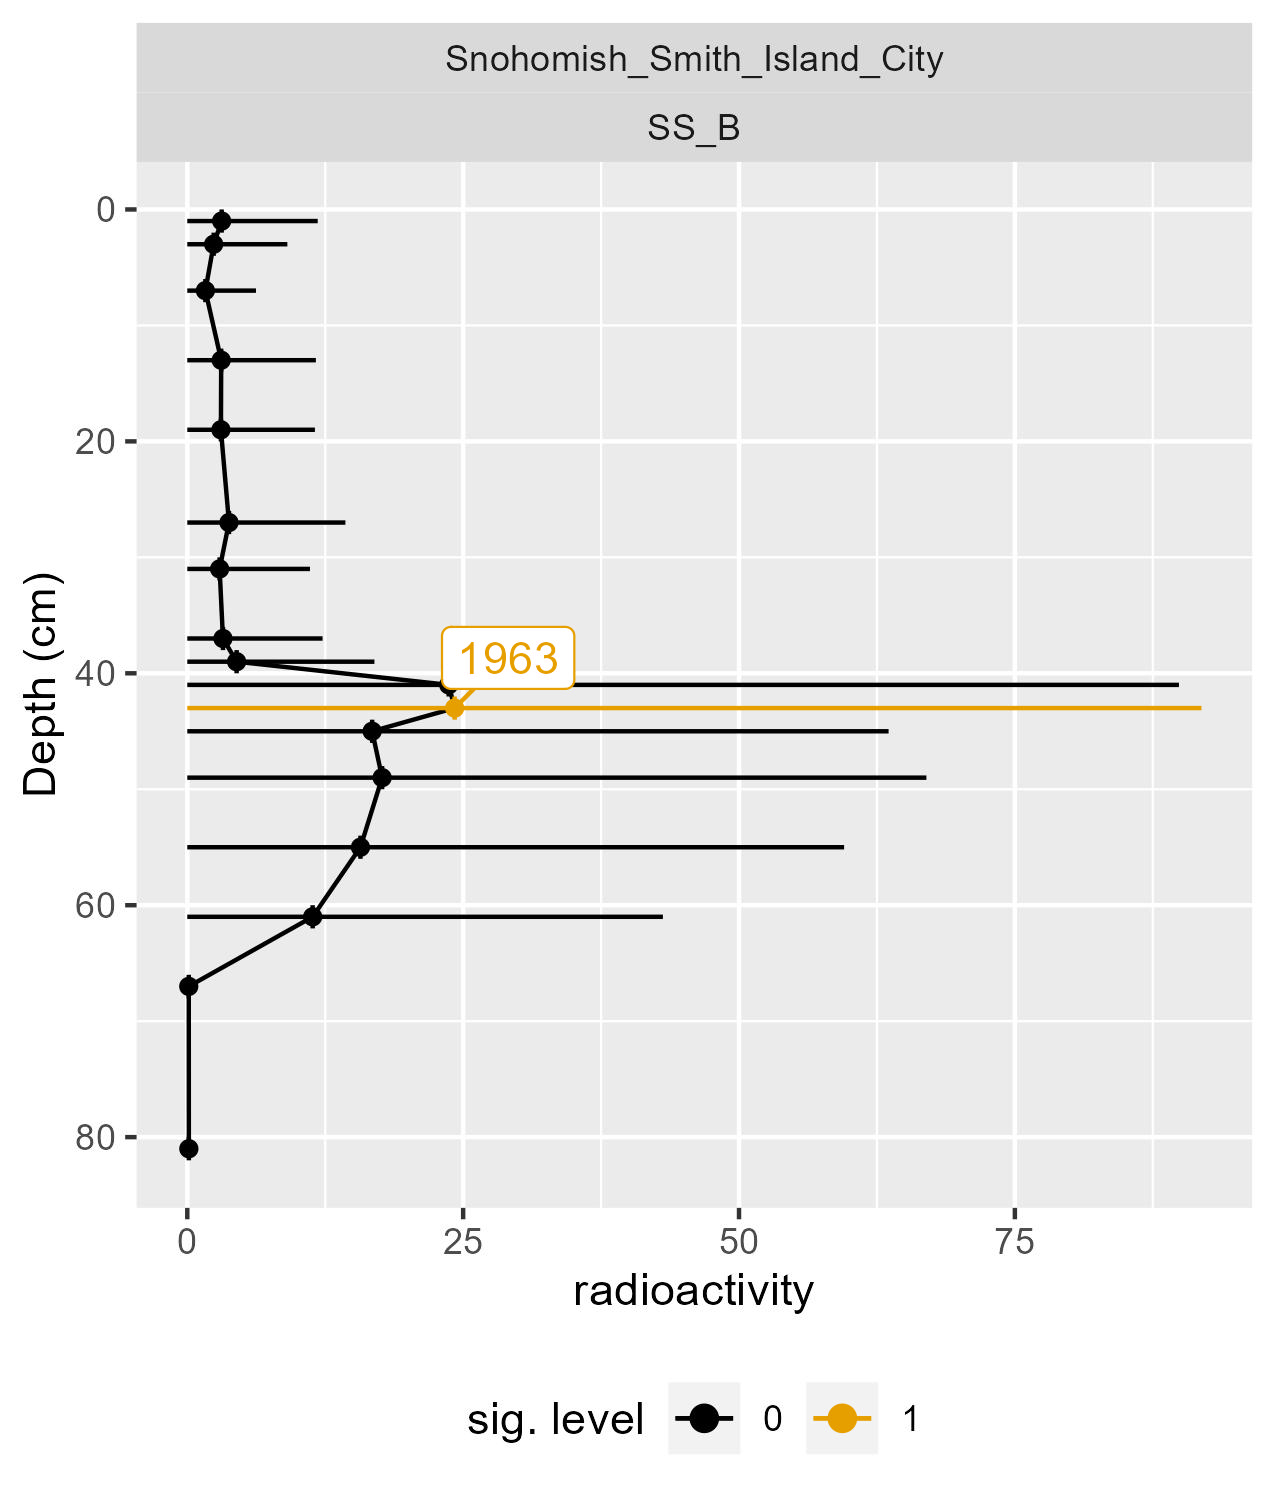 Snohomish_Smith_Island_City
SS_B
0
20
40
60
80
Depth (cm)
1963
0 25 50 75
radioactivity
sig. level 0 1